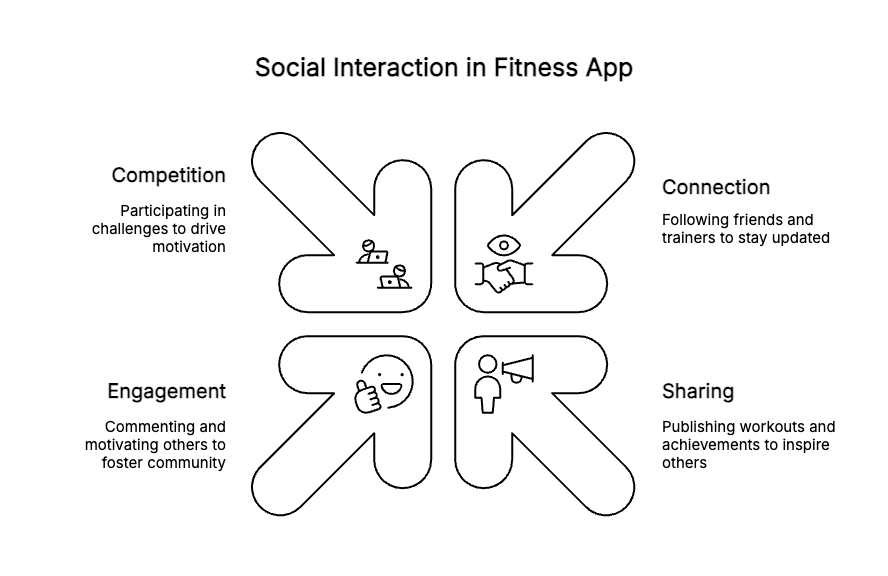 Social Interaction in Fitness App
Competition
Participating in
challenges to drive
motivation
Connection
Following friends and
trainers to stay updated
Engagement
Commenting and
motivating others to
foster community
Sharing
Publishing workouts and
achievements to inspire
others